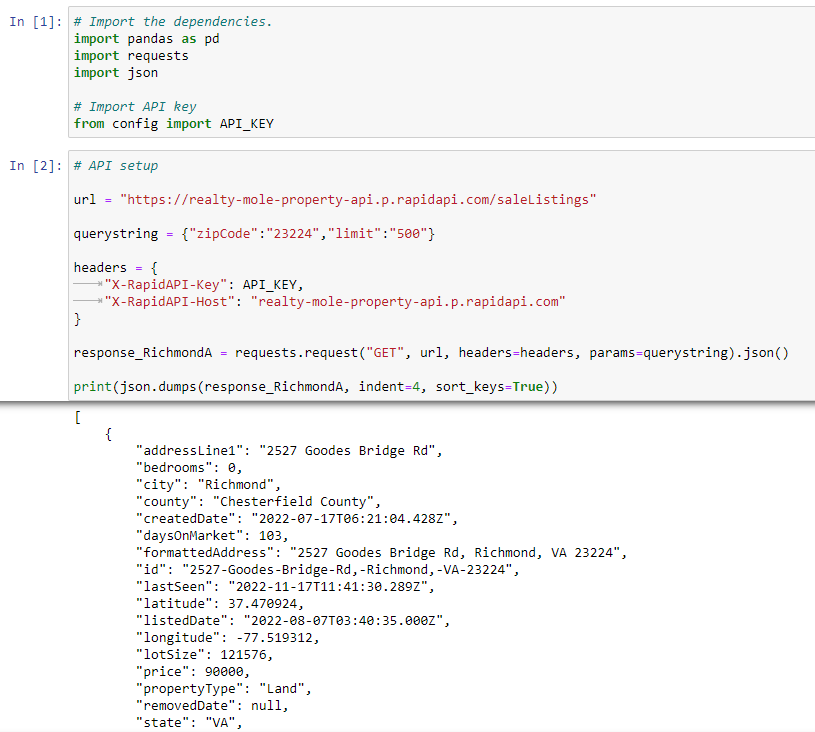 In [1]: # Import the dependencies.
import pandas as pd
import requests
import json
# Import API key
from config import API_KEY
In [2]: # API setup
url = "https://realty-mole-property-api.p.rapidapi.com/saleListings"
querystring = {"zipCode":"23224","limit":"500"}
headers = {
"X-RapidAPI-Key": API_KEY,
"X-RapidAPI-Host": "realty-mole-property-api.p.rapidapi.com"
}
response_RichmondA = requests.request("GET", url, headers=headers, params=querystring).json()
print(json.dumps(response_RichmondA, indent=4, sort_keys=True))
[
{
"addressLine1": "2527 Goodes Bridge Rd",
"bedrooms": 0,
"city": "Richmond",
"county": "Chesterfield County",
"createdDate": "2022-07-17T06:21:04.428Z",
"daysOnMarket": 103,
"formattedAddress": "2527 Goodes Bridge Rd, Richmond, VA 23224",
"id": "2527-Goodes-Bridge-Rd,-Richmond,-VA-23224",
"lastSeen": "2022-11-17T11:41:30.289Z",
"latitude": 37.470924,
"listedDate": "2022-08-07T03:40:35.000Z",
"longitude": -77.519312,
"lotSize": 121576,
"price": 90000,
"propertyType": "Land",
"removedDate": null,
"state": "VA",